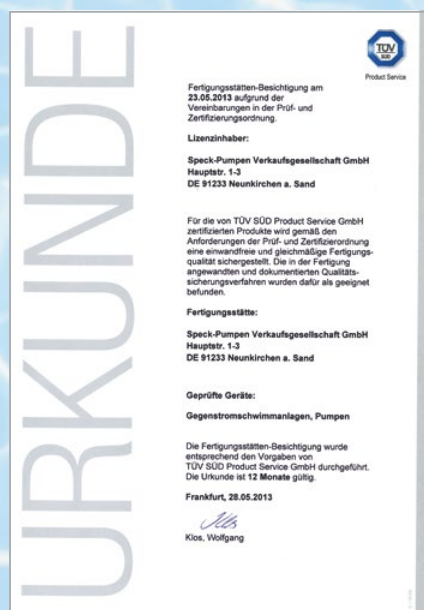 URKUNDE
TÜV
SÜD
Product Service
Fertigungsstätten-Besichtigung am
23.05.2013 aufgrund der
Vereinbarungen in der Prüf- und
Zertifizierungsordnung.
Lizenzinhaber:
Speck-Pumpen Verkaufsgesellschaft GmbH
Hauptstr. 1-3
DE 91233 Neunkirchen a. Sand
Für die von TÜV SÜD Product Service GmbH
zertifizierten Produkte wird gemäß den
Anforderungen der Prüf- und Zertifizierordnung
eine einwandfreie und gleichmäßige Fertigungs-
qualität sichergestellt. Die in der Fertigung
angewandten und dokumentierten Qualitäts-
sicherungsverfahren wurden dafür als geeignet
befunden.
Fertigungsstätte:
Speck-Pumpen Verkaufsgesellschaft GmbH
Hauptstr. 1-3
DE 91233 Neunkirchen a. Sand
Geprüfte Geräte:
Gegenstromschwimmanlagen, Pumpen
Die Fertigungsstätten-Besichtigung wurde
entsprechend den Vorgaben von
TÜV SÜD Product Service GmbH durchgeführt.
Die Urkunde ist 12 Monate gültig.
Frankfurt, 28.05.2013
Klos, Wolfgang